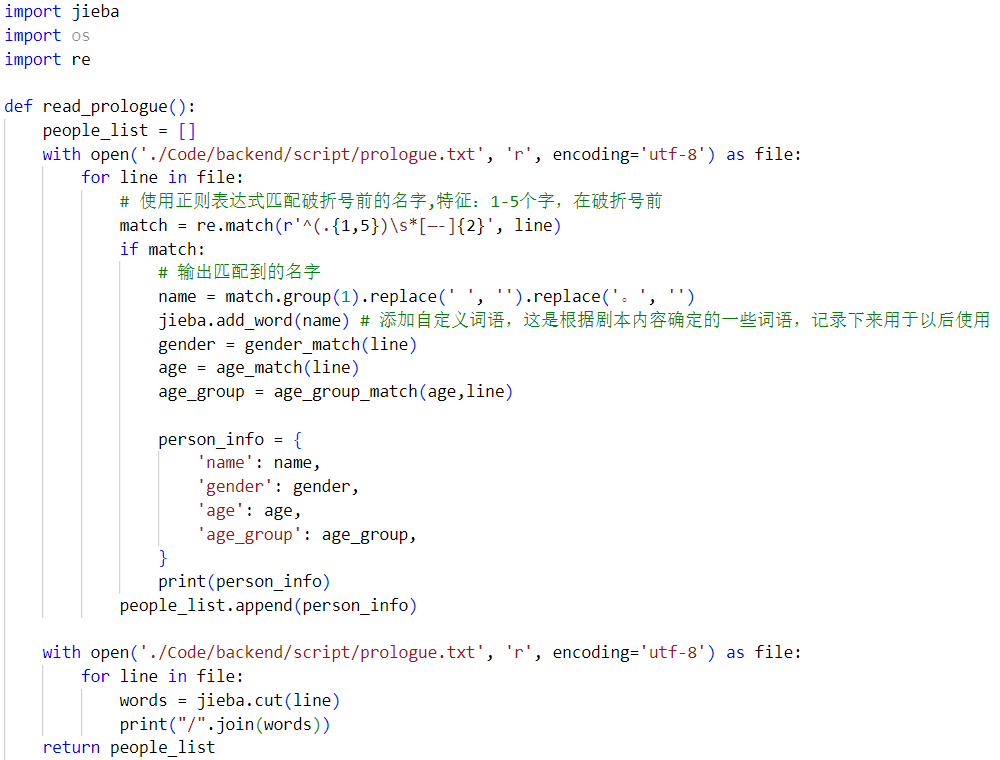 import jieba
import os
import re

def read_prologue():
    people_list = []
    with open('./Code/backend/script/prologue.txt', 'r', encoding='utf-8') as file:
        for line in file:
            # 使用正则表达式匹配破折号前的名字,特征：1-5个字，在破折号前
            match = re.match(r'^(.{1,5})\s*[—-]{2}', line)
            if match:
                # 输出匹配到的名字
                name = match.group(1).replace(' ', '').replace('。', '')
                jieba.add_word(name) # 添加自定义词语，这是根据剧本内容确定的一些词语，记录下来用于以后使用
                gender = gender_match(line)
                age = age_match(line)
                age_group = age_group_match(age,line)

                person_info = {
                    'name': name,
                    'gender': gender,
                    'age': age,
                    'age_group': age_group,
                }
                print(person_info)
            people_list.append(person_info)

    with open('./Code/backend/script/prologue.txt', 'r', encoding='utf-8') as file:
        for line in file:
            words = jieba.cut(line)
            print("/".join(words))
    return people_list